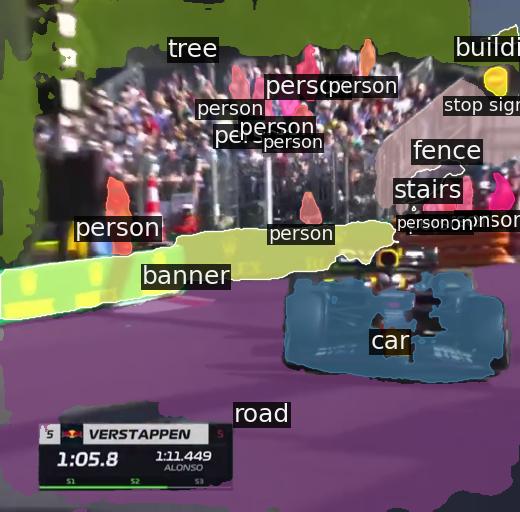 tree
buildi
person
person
stop sign
person
person
person
fence
stairs
person
person
person
banner
car
road
5 VERSTAPPEN 5
1:05.8 1:11.449
ALONSO
S1 S2 S3